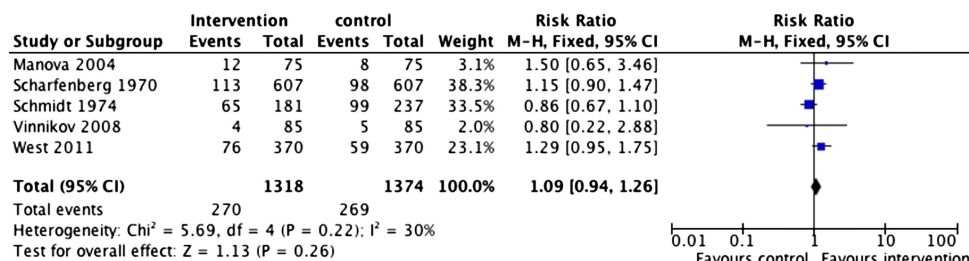 Intervention control Risk Ratio Risk Ratio
Study or Subgroup Events Total Events Total Weight M-H, Fixed, 95% CI M-H, Fixed, 95% CI
Manova 2004 12 75 8 75 3.1% 1.50 [0.65, 3.46]
Scharfenberg 1970 113 607 98 607 38.3% 1.15 [0.90, 1.47]
Schmidt 1974 65 181 99 237 33.5% 0.86 [0.67, 1.10]
Vinnikov 2008 4 85 5 85 2.0% 0.80 [0.22, 2.88]
West 2011 76 370 59 370 23.1% 1.29 [0.95, 1.75]
Total (95% CI) 1318 1374 100.0% 1.09 [0.94, 1.26]
Total events 270 269
Heterogeneity: Chi² = 5.69, df = 4 (P = 0.22); I² = 30%
Test for overall effect: Z = 1.13 (P = 0.26)
0.01 0.1 1 10 100
Favours control Favours intervention